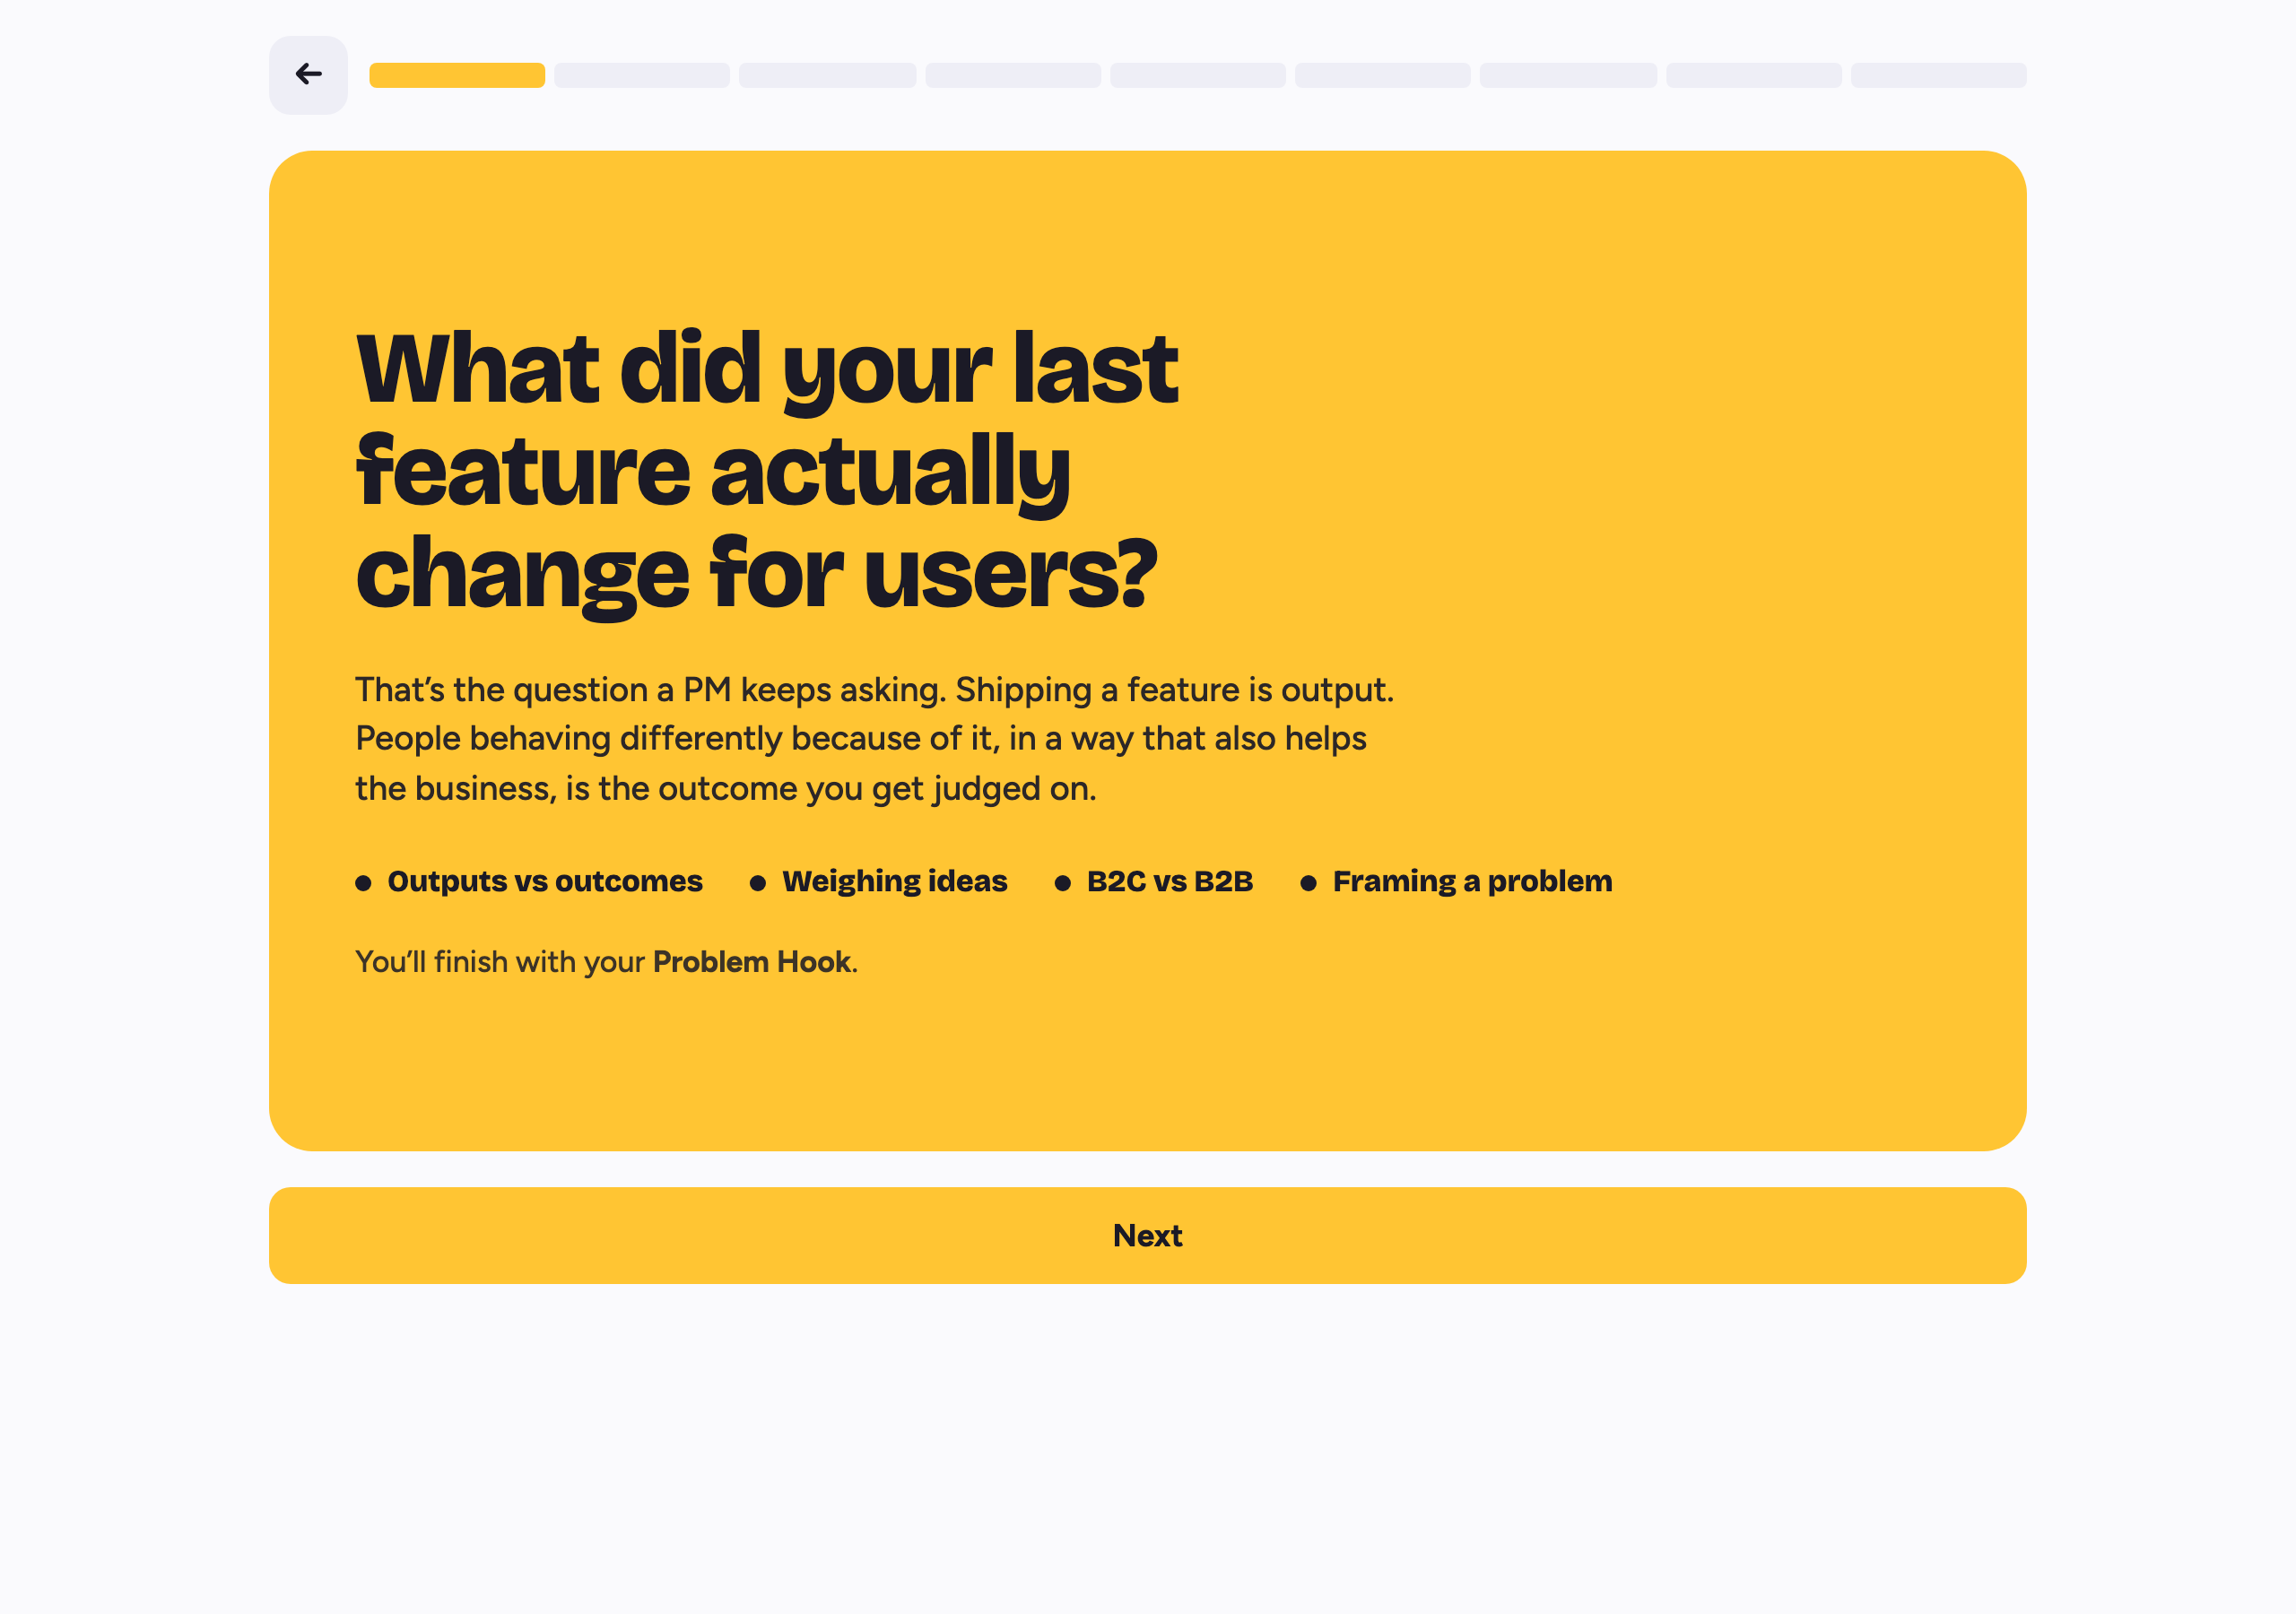 What did your last
feature actually
change for users?
That’s the question a PM keeps asking. Shipping a feature is output.
People behaving differently because of it, in a way that also helps
the business, is the outcome you get judged on.
• Outputs vs outcomes • Weighing ideas • B2C vs B2B • Framing a problem
You’ll finish with your Problem Hook.
Next